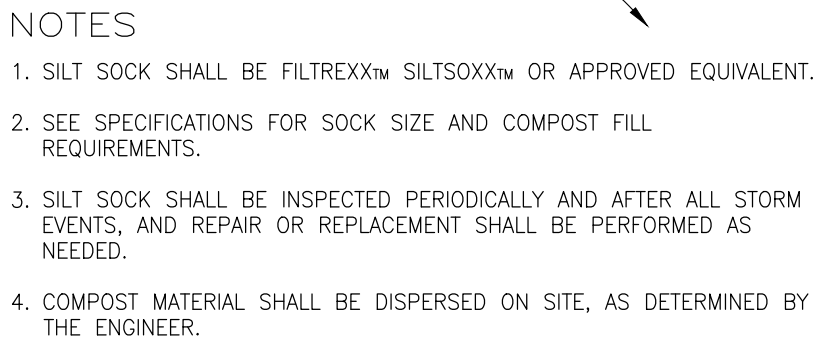 NOTES
1. SILT SOCK SHALL BE FILTREXX™ SILTSOXX™ OR APPROVED EQUIVALENT.
2. SEE SPECIFICATIONS FOR SOCK SIZE AND COMPOST FILL
REQUIREMENTS.
3. SILT SOCK SHALL BE INSPECTED PERIODICALLY AND AFTER ALL STORM
EVENTS, AND REPAIR OR REPLACEMENT SHALL BE PERFORMED AS
NEEDED.
4. COMPOST MATERIAL SHALL BE DISPERSED ON SITE, AS DETERMINED BY
THE ENGINEER.